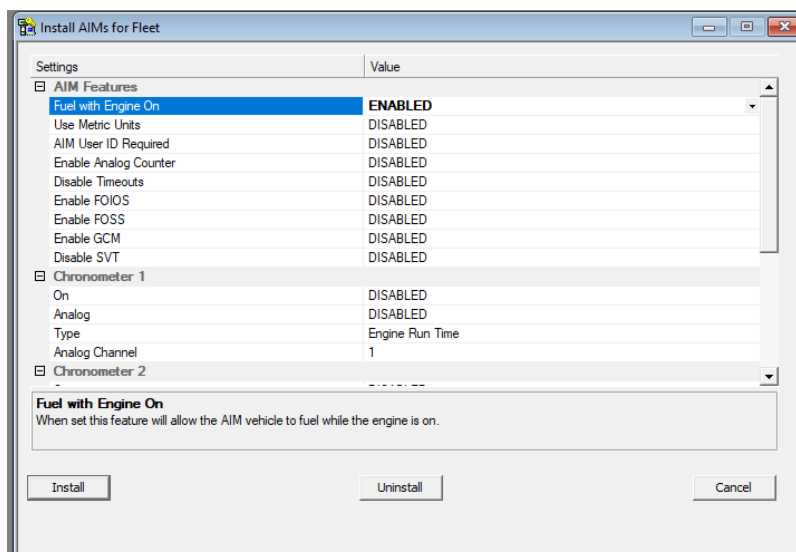 Install AIMs for Fleet
Settings Value
AIM Features
Fuel with Engine On ENABLED
Use Metric Units DISABLED
AIM User ID Required DISABLED
Enable Analog Counter DISABLED
Disable Timeouts DISABLED
Enable FOIOS DISABLED
Enable FOSS DISABLED
Enable GCM DISABLED
Disable SVT DISABLED
Chronometer 1
On DISABLED
Analog DISABLED
Type Engine Run Time
Analog Channel 1
Chronometer 2
Fuel with Engine On
When set this feature will allow the AIM vehicle to fuel while the engine is on.
Install Uninstall Cancel